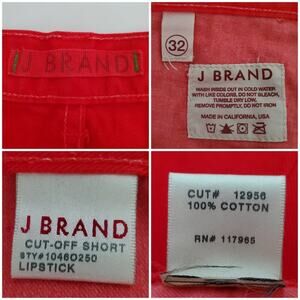 J BRAND
32
J BRAND
WASH INSIDE OUT IN COLD WATER
WITH LIKE COLORS, DO NOT BLEACH,
TUMBLE DRY LOW.
REMOVE PROMPTLY, DO NOT IRON
MADE IN CALIFORNIA, USA
J BRAND
CUT-OFF SHORT
STY#1046O250
LIPSTICK
CUT# 12956
100% COTTON
RN# 117965